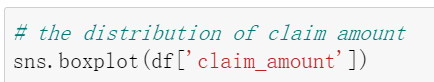 # the distribution of claim amount
sns.boxplot(df['claim_amount'])